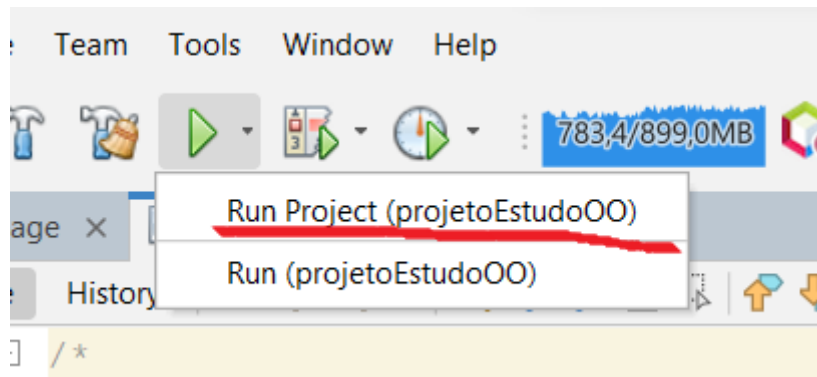 Team Tools Window Help
783,4/899,0MB
Run Project (projetoEstudoOO)
age
Run (projetoEstudoOO)
History
/*